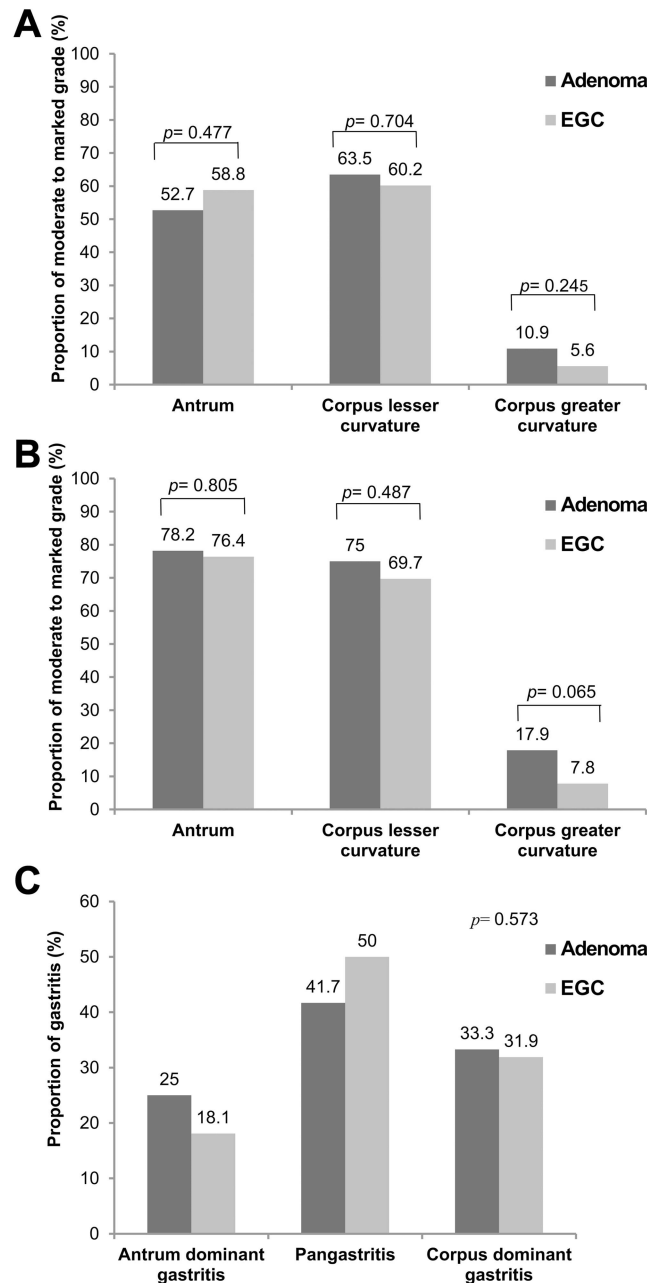 A
Proportion of moderate to marked grade (%)
100
90
80
70
60
50
40
30
20
10
0
Adenoma
EGC
p= 0.477
52.7
58.8
p= 0.704
63.5
60.2
p= 0.245
10.9
5.6
Antrum
Corpus lesser
curvature
Corpus greater
curvature
B
Proportion of moderate to marked grade (%)
100
90
80
70
60
50
40
30
20
10
0
Adenoma
EGC
p= 0.805
78.2
76.4
p= 0.487
75
69.7
p= 0.065
17.9
7.8
Antrum
Corpus lesser
curvature
Corpus greater
curvature
C
Proportion of gastritis (%)
60
50
40
30
20
10
0
p= 0.573
Adenoma
EGC
25
18.1
41.7
50
33.3
31.9
Antrum dominant
gastritis
Pangastritis
Corpus dominant
gastritis